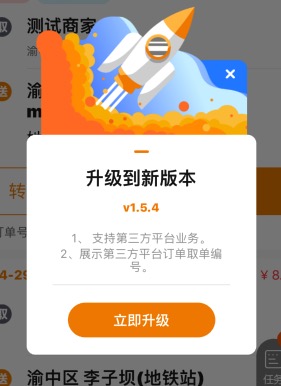 取
测试商家
渝
送
渝
m
转
订单号
4-29
¥ 8.
升级到新版本
v1.5.4
1、 支持第三方平台业务。
2、展示第三方平台订单取单编
号。
立即升级
取
任务
送
渝中区 李子坝(地铁站)